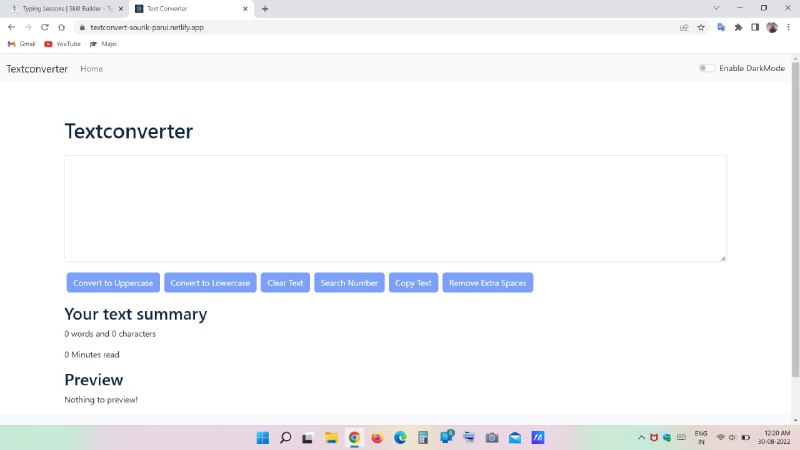 Typing Lessons | Skill Builder - Ty
Text Converter
textconvert-sourik-parui.netlify.app
Gmail YouTube Maps
Textconverter Home Enable DarkMode
Textconverter
Convert to Uppercase Convert to Lowercase Clear Text Search Number Copy Text Remove Extra Spaces
Your text summary
0 words and 0 characters
0 Minutes read
Preview
Nothing to preview!
ENG 12:20 AM
IN 30-08-2022